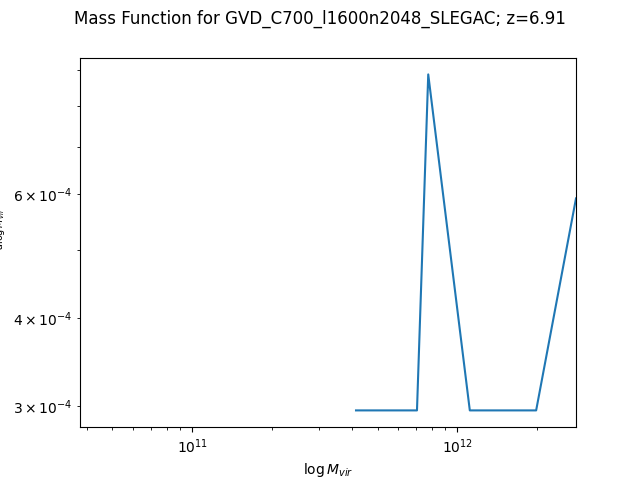 Mass Function for GVD_C700_l1600n2048_SLEGAC; z=6.91
6 × 10⁻⁴
4 × 10⁻⁴
3 × 10⁻⁴
10¹¹
10¹²
log M_vir